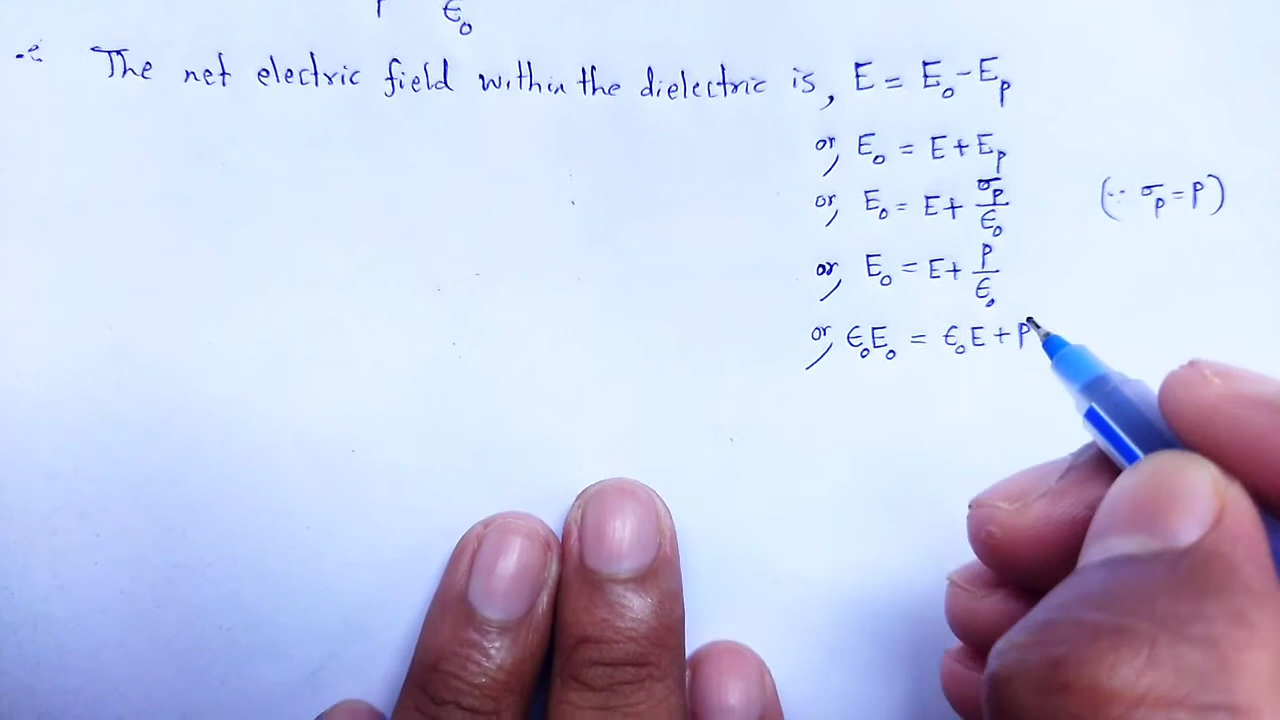 ϵ₀
∴ The net electric field within the dielectric is, E = E₀ - Eₚ
or, E₀ = E + Eₚ
or, E₀ = E + σₚ/ϵ₀ (∵ σₚ = P)
or, E₀ = E + P/ϵ₀
or, ϵ₀E₀ = ϵ₀E + P